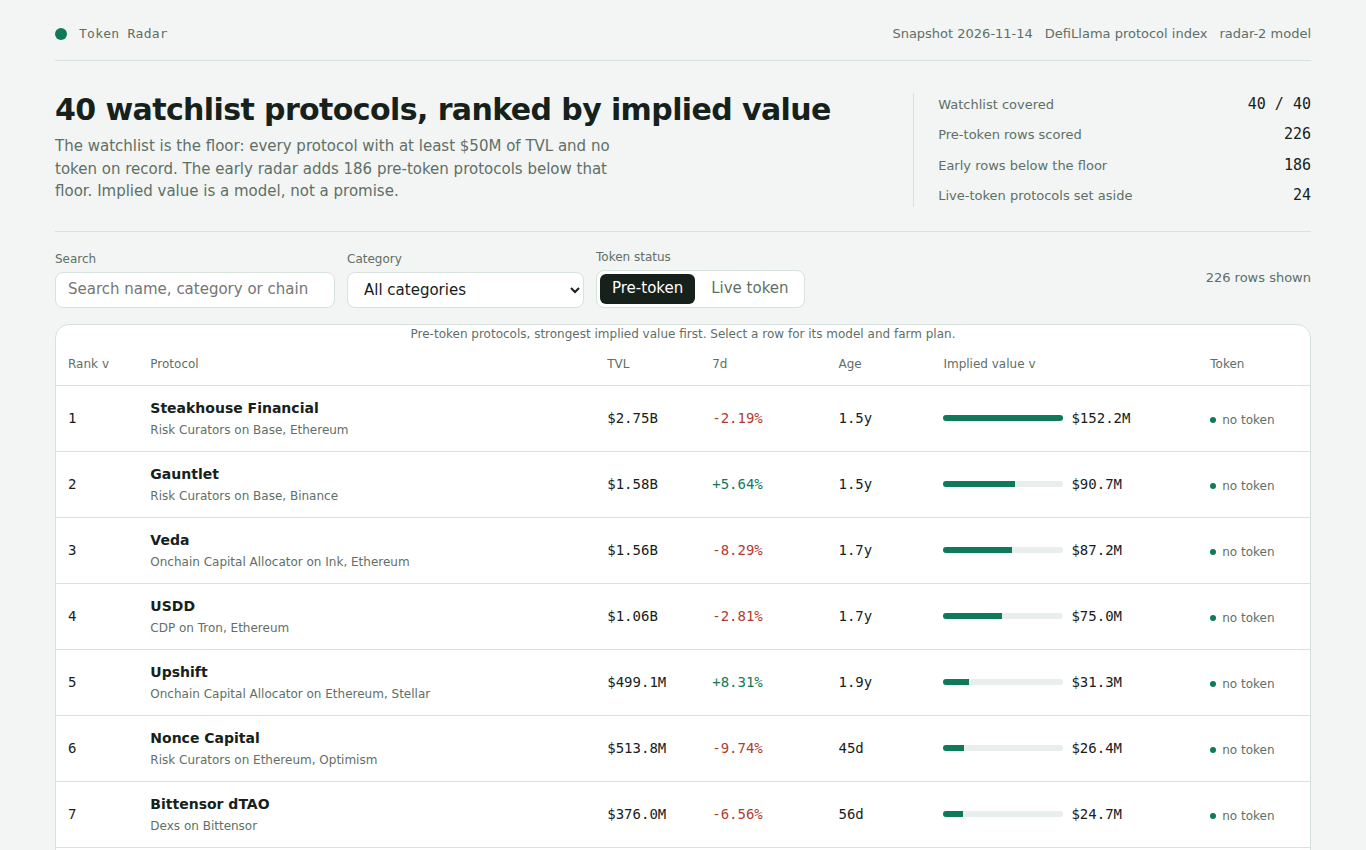 Token Radar
Snapshot 2026-11-14 DefiLlama protocol index radar-2 model
40 watchlist protocols, ranked by implied value
The watchlist is the floor: every protocol with at least $50M of TVL and no
token on record. The early radar adds 186 pre-token protocols below that
floor. Implied value is a model, not a promise.
Watchlist covered 40 / 40
Pre-token rows scored 226
Early rows below the floor 186
Live-token protocols set aside 24
Search
Search name, category or chain
Category
All categories
Token status
Pre-token Live token
226 rows shown
Pre-token protocols, strongest implied value first. Select a row for its model and farm plan.
Rank v Protocol TVL 7d Age Implied value v Token
1 Steakhouse Financial $2.75B -2.19% 1.5y $152.2M no token
Risk Curators on Base, Ethereum
2 Gauntlet $1.58B +5.64% 1.5y $90.7M no token
Risk Curators on Base, Binance
3 Veda $1.56B -8.29% 1.7y $87.2M no token
Onchain Capital Allocator on Ink, Ethereum
4 USDD $1.06B -2.81% 1.7y $75.0M no token
CDP on Tron, Ethereum
5 Upshift $499.1M +8.31% 1.9y $31.3M no token
Onchain Capital Allocator on Ethereum, Stellar
6 Nonce Capital $513.8M -9.74% 45d $26.4M no token
Risk Curators on Ethereum, Optimism
7 Bittensor dTAO $376.0M -6.56% 56d $24.7M no token
Dexs on Bittensor